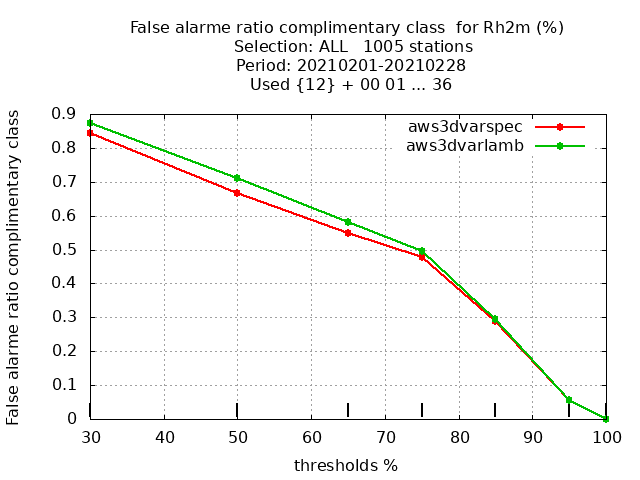 False alarme ratio complimentary class  for Rh2m (%)
Selection: ALL   1005 stations
Period: 20210201-20210228
Used {12} + 00 01 ... 36
False alarme ratio complimentary class
0.9
0.8
0.7
0.6
0.5
0.4
0.3
0.2
0.1
0
aws3dvarspec
aws3dvarlamb
30 40 50 60 70 80 90 100
thresholds %